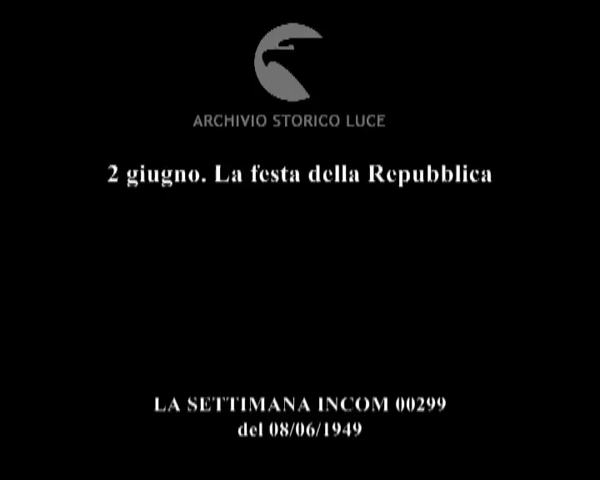 ARCHIVIO STORICO LUCE
2 giugno. La festa della Repubblica
LA SETTIMANA INCOM 00299
del 08/06/1949